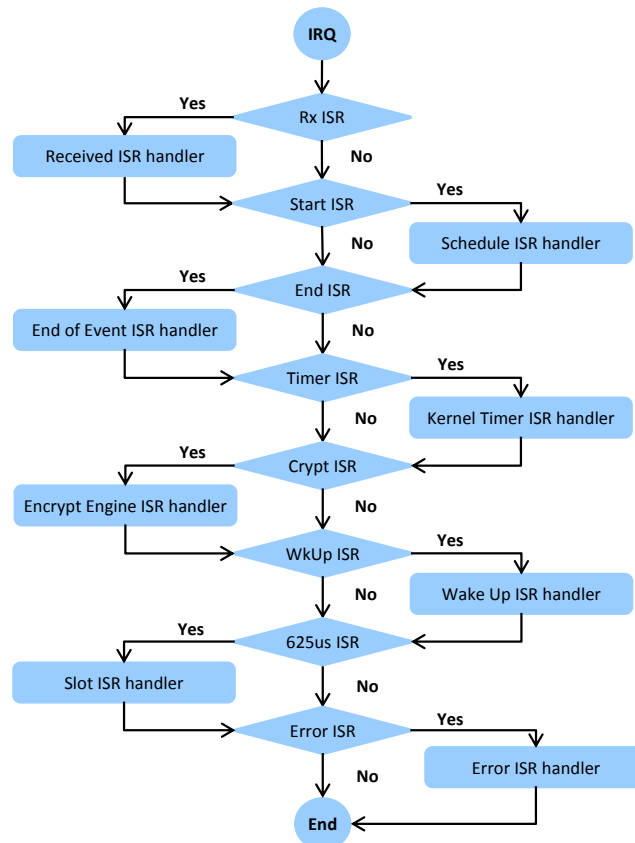 IRQ
Yes
Rx ISR
Received ISR handler
No
Yes
Start ISR
Schedule ISR handler
No
Yes
End ISR
End of Event ISR handler
No
Yes
Timer ISR
Kernel Timer ISR handler
No
Yes
Crypt ISR
Encrypt Engine ISR handler
No
Yes
WkUp ISR
Wake Up ISR handler
No
Yes
625us ISR
Slot ISR handler
No
Yes
Error ISR
Error ISR handler
No
End